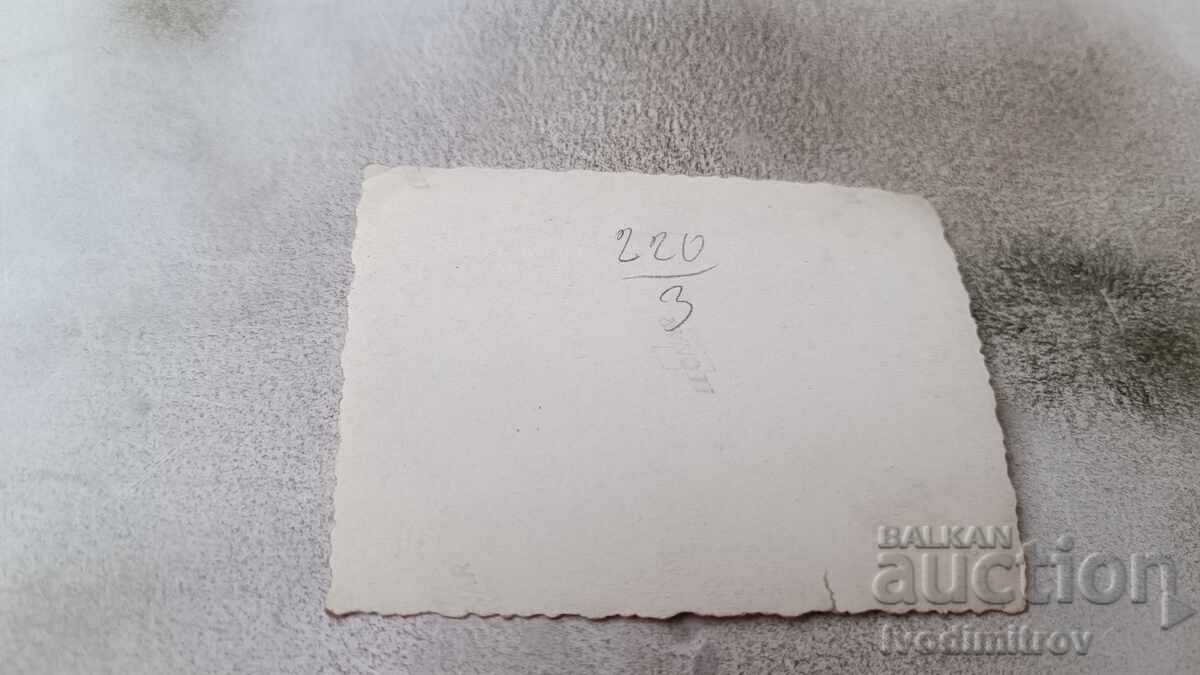 220
3
BALKAN
auction
ivodimitrov